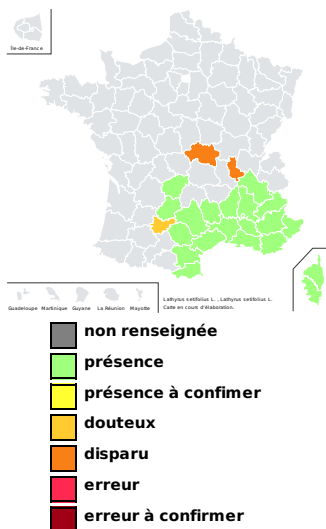 Île-de-France
Lathyrus setifolius L. , Lathyrus setifolius L.
Carte en cours d'élaboration.
Guadeloupe Martinique Guyane La Réunion Mayotte
non renseignée
présence
présence à confimer
douteux
disparu
erreur
erreur à confirmer